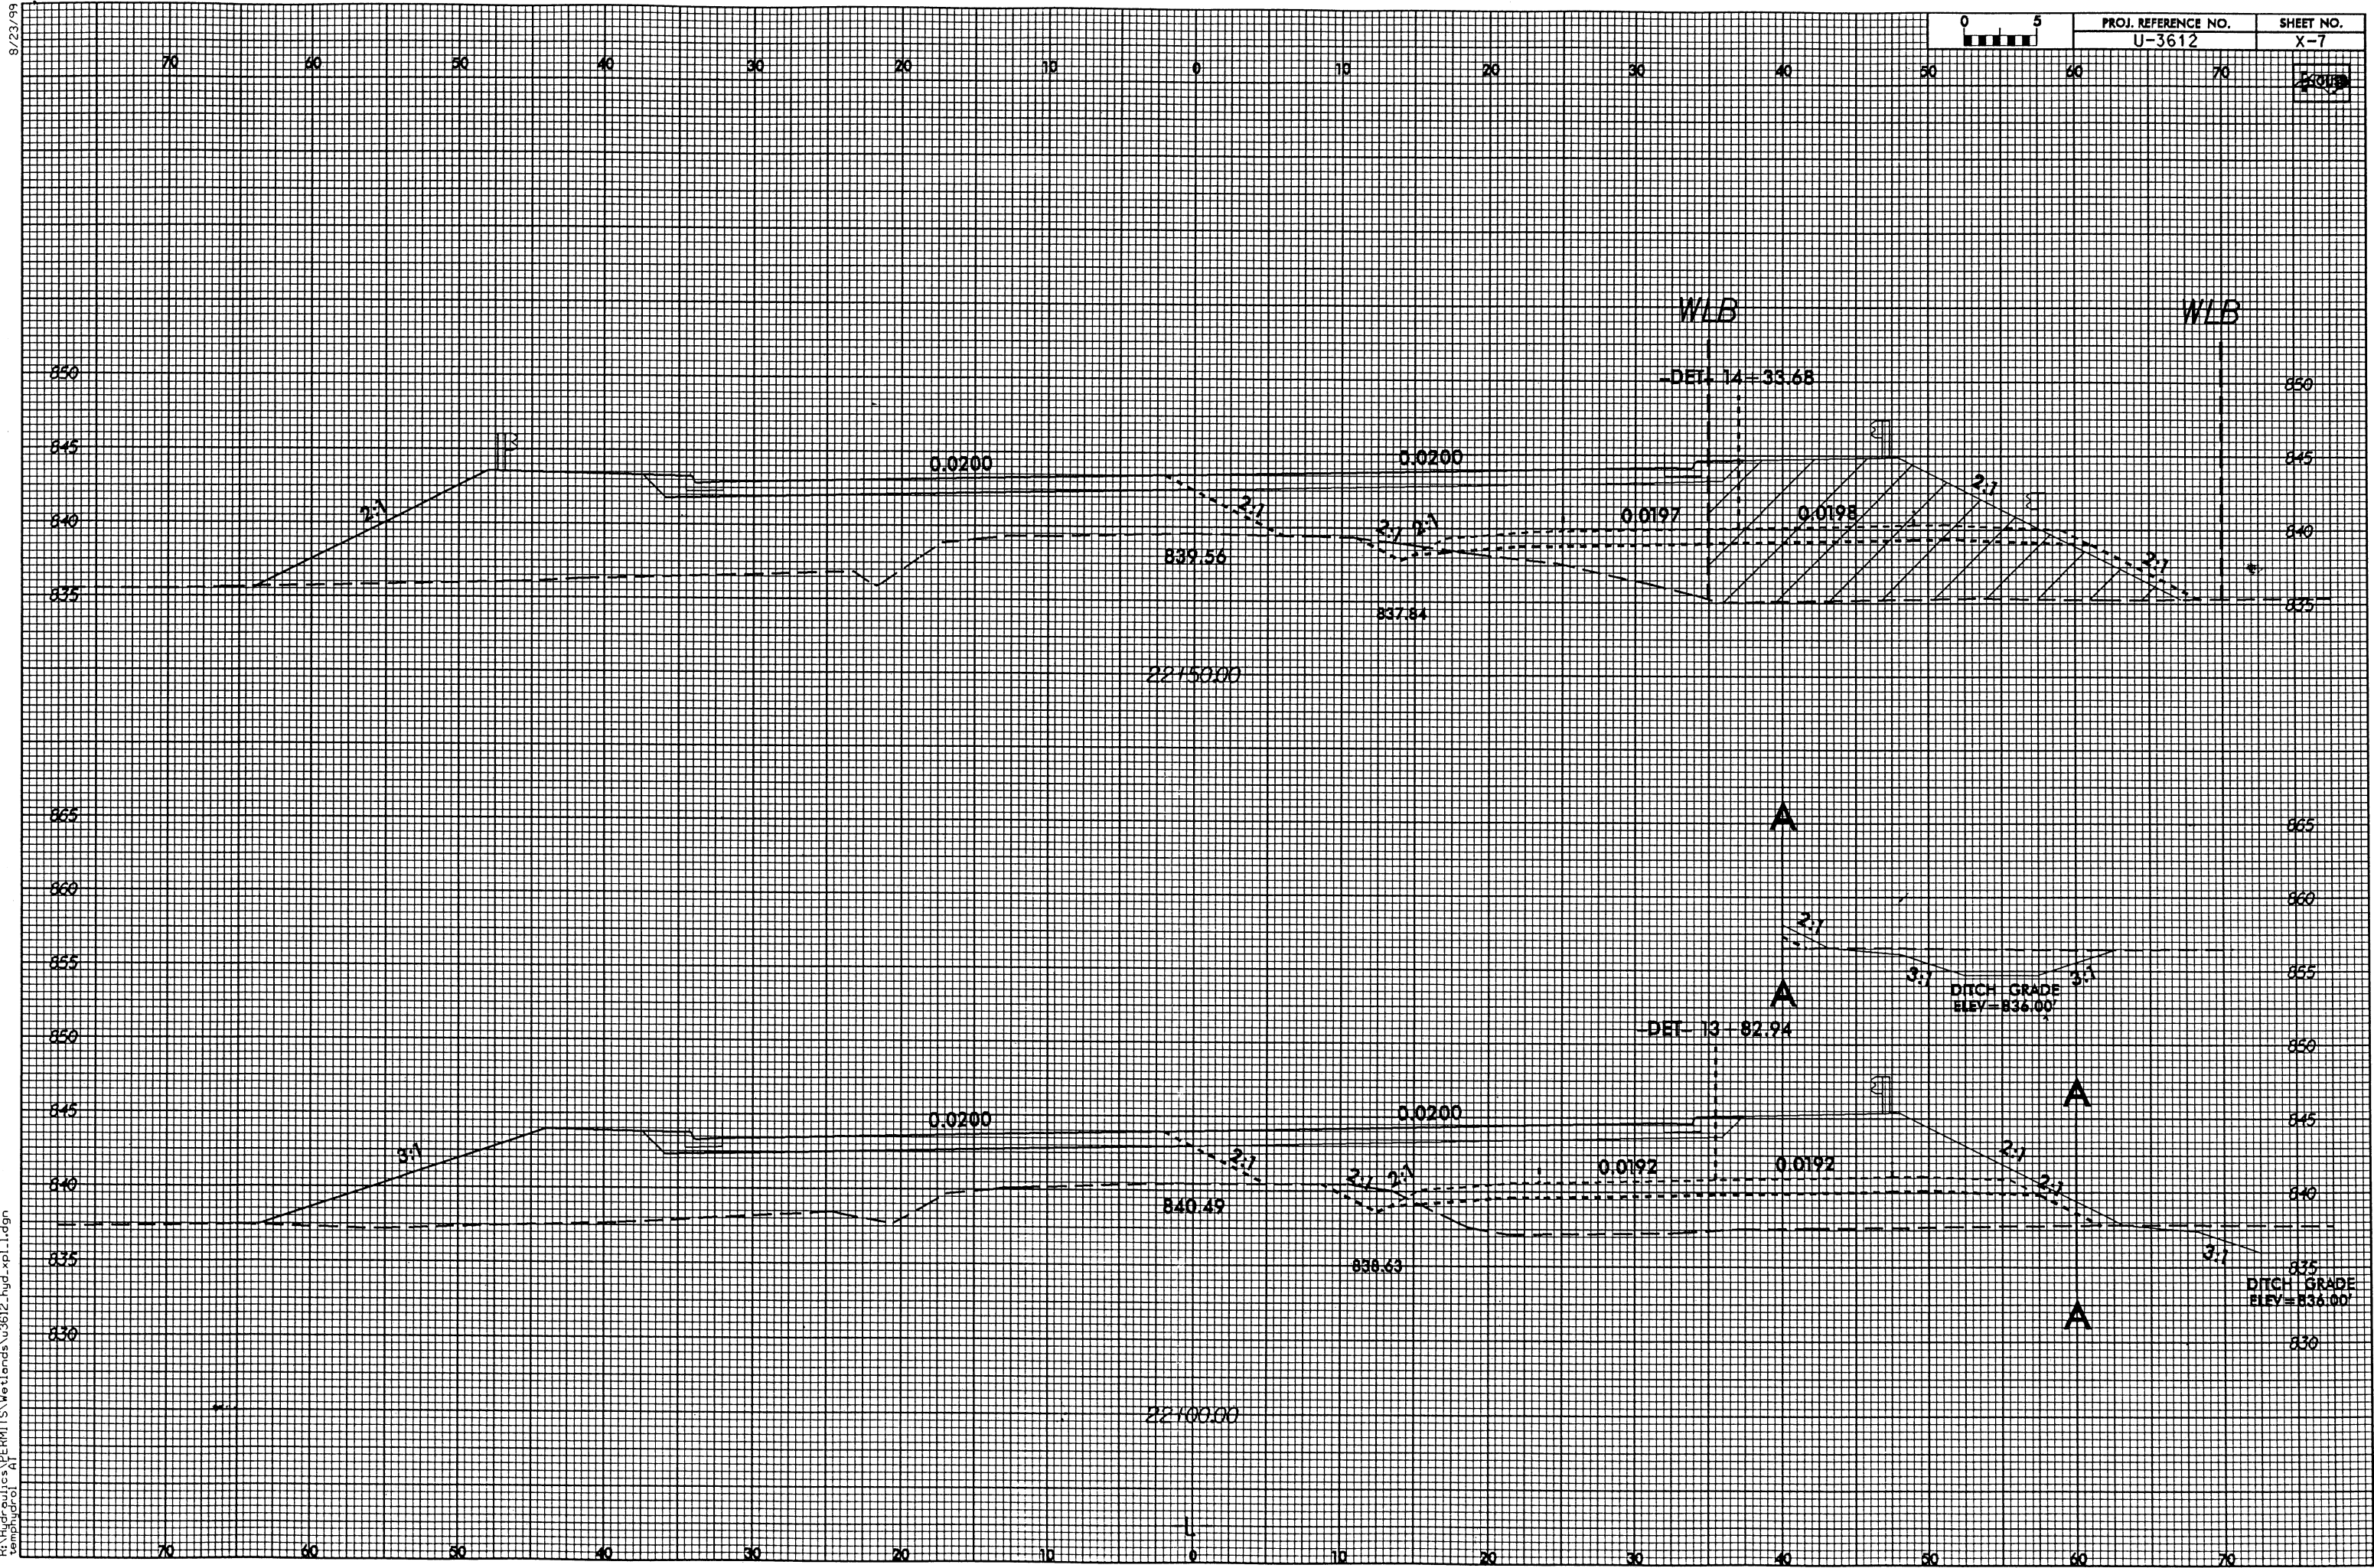 8/23/99
0 5
PROJ. REFERENCE NO. SHEET NO.
U-3612 X-7
70 60 50 40 30 20 10 0 10 20 30 40 50 60 70
WLB WLB
850 850
-DET- 14+33.68
845 845
0.0200 0.0200
2:1
2:1 2:1 2:1 2:1
840 0.0197 0.0198 840
839.56
2:1
835 835
837.84
22+50.00
865 A 865
860 860
2:1
855 855
3:1 3:1
A DITCH GRADE
ELEV=836.00'
-DET- 13+82.94
850 850
A
845 845
0.0200 0.0200
3:1 2:1 2:1 2:1 2:1
0.0192 0.0192
840 2:1 840
840.49
835 3:1 835
838.63
DITCH GRADE
ELEV=836.00'
A
830 830
22+00.00
L
70 60 50 40 30 20 10 0 10 20 30 40 50 60 70
R:\Hydraulics\PERMITS\Wetlands\u3612_hyd_xpl_1.dgn